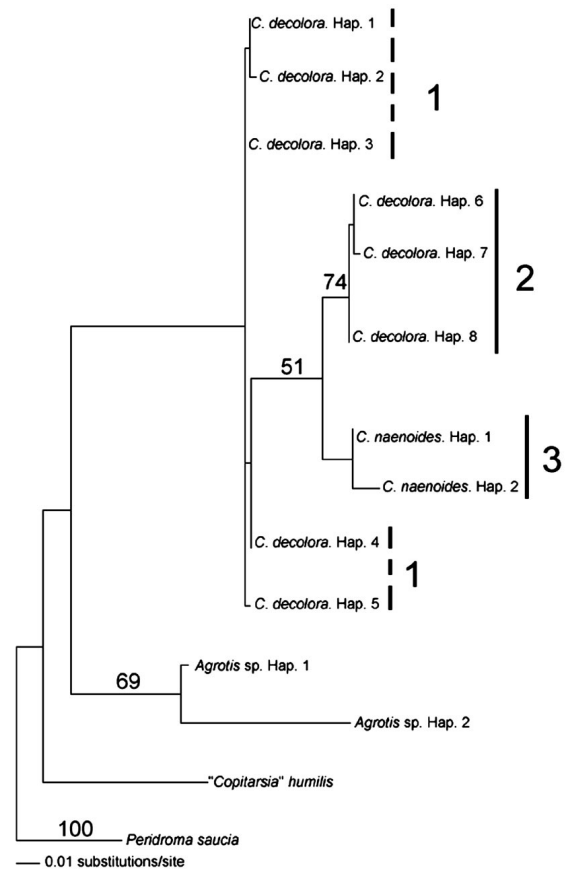 C. decolora. Hap. 1
C. decolora. Hap. 2
1
C. decolora. Hap. 3
C. decolora. Hap. 6
C. decolora. Hap. 7
74
2
C. decolora. Hap. 8
51
C. naenoides. Hap. 1
3
C. naenoides. Hap. 2
C. decolora. Hap. 4
1
C. decolora. Hap. 5
Agrotis sp. Hap. 1
69
Agrotis sp. Hap. 2
"Copitarsia" humilis
100
Peridroma saucia
0.01 substitutions/site